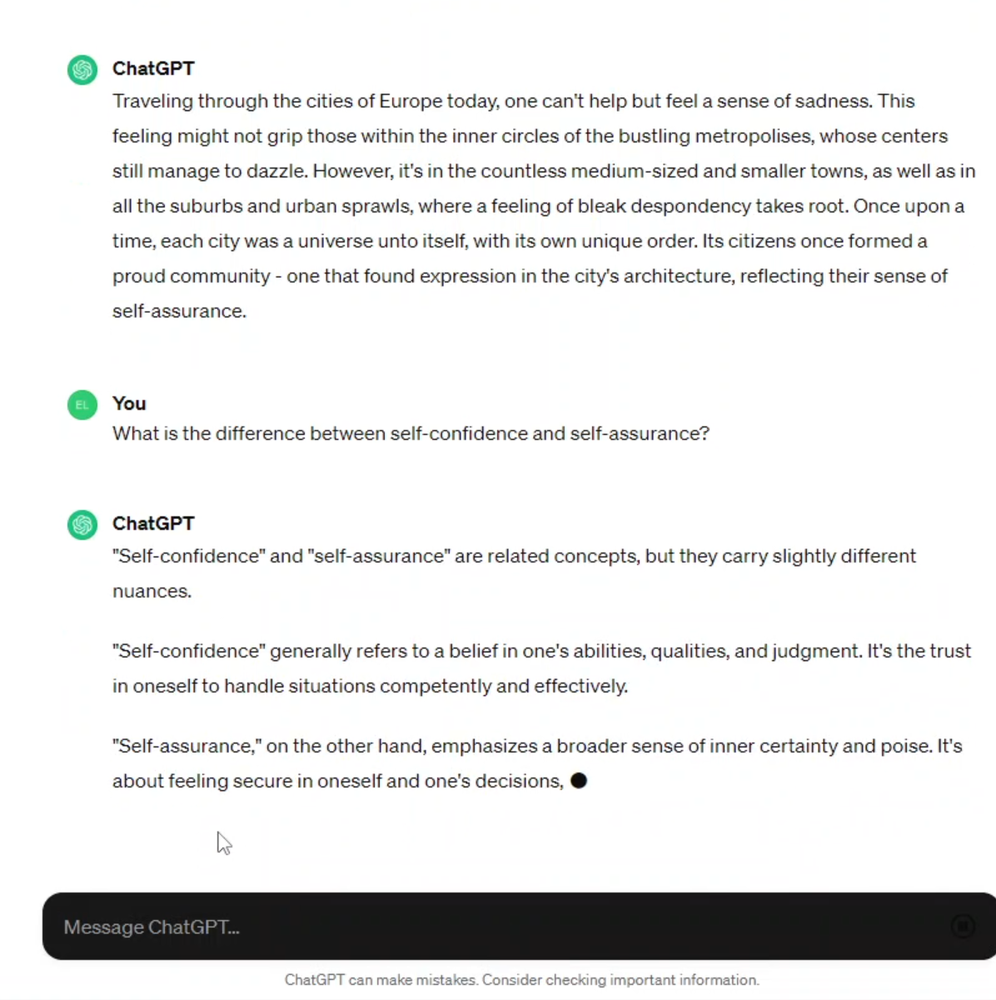 ChatGPT
Traveling through the cities of Europe today, one can't help but feel a sense of sadness. This
feeling might not grip those within the inner circles of the bustling metropolises, whose centers
still manage to dazzle. However, it's in the countless medium-sized and smaller towns, as well as in
all the suburbs and urban sprawls, where a feeling of bleak despondency takes root. Once upon a
time, each city was a universe unto itself, with its own unique order. Its citizens once formed a
proud community - one that found expression in the city's architecture, reflecting their sense of
self-assurance.
EL
You
What is the difference between self-confidence and self-assurance?
ChatGPT
"Self-confidence" and "self-assurance" are related concepts, but they carry slightly different
nuances.
"Self-confidence" generally refers to a belief in one's abilities, qualities, and judgment. It's the trust
in oneself to handle situations competently and effectively.
"Self-assurance," on the other hand, emphasizes a broader sense of inner certainty and poise. It's
about feeling secure in oneself and one's decisions,
Message ChatGPT...
ChatGPT can make mistakes. Consider checking important information.